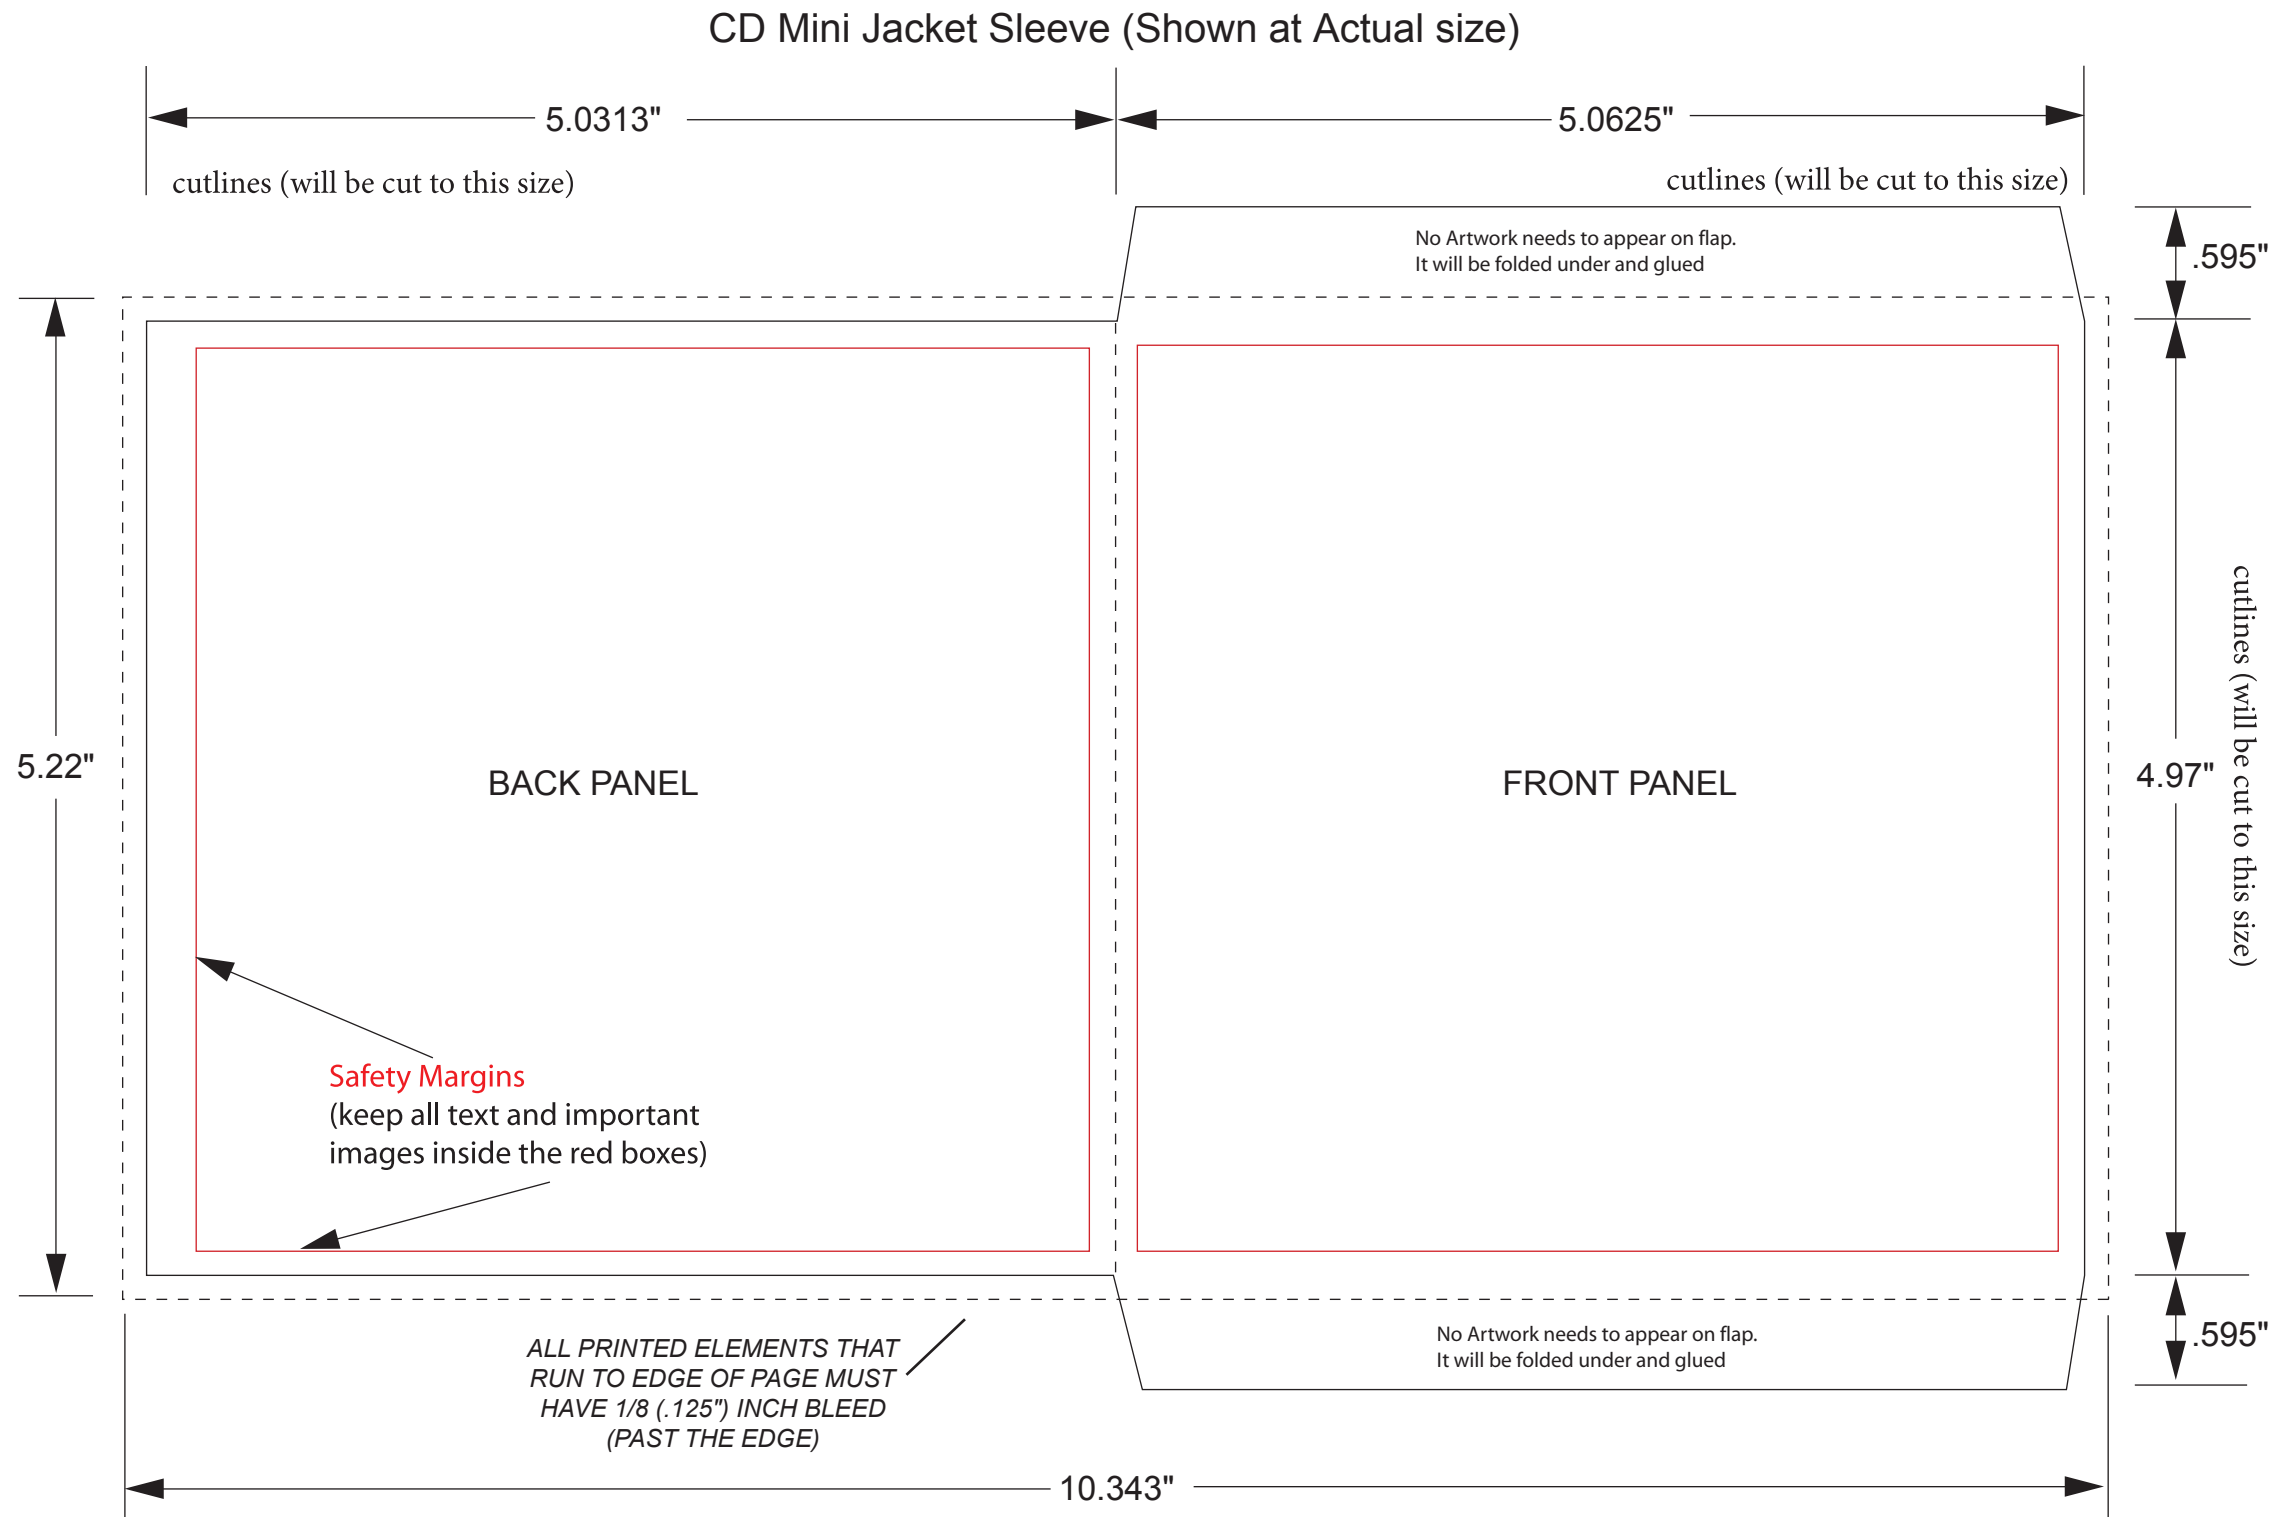 CD Mini Jacket Sleeve (Shown at Actual size)
5.0313"
5.0625"
cutlines (will be cut to this size)
cutlines (will be cut to this size)
No Artwork needs to appear on flap.
It will be folded under and glued
.595"
5.22"
BACK PANEL
FRONT PANEL
4.97"
cutlines (will be cut to this size)
Safety Margins
(keep all text and important
images inside the red boxes)
ALL PRINTED ELEMENTS THAT
RUN TO EDGE OF PAGE MUST
HAVE 1/8 (.125") INCH BLEED
(PAST THE EDGE)
No Artwork needs to appear on flap.
It will be folded under and glued
.595"
10.343"